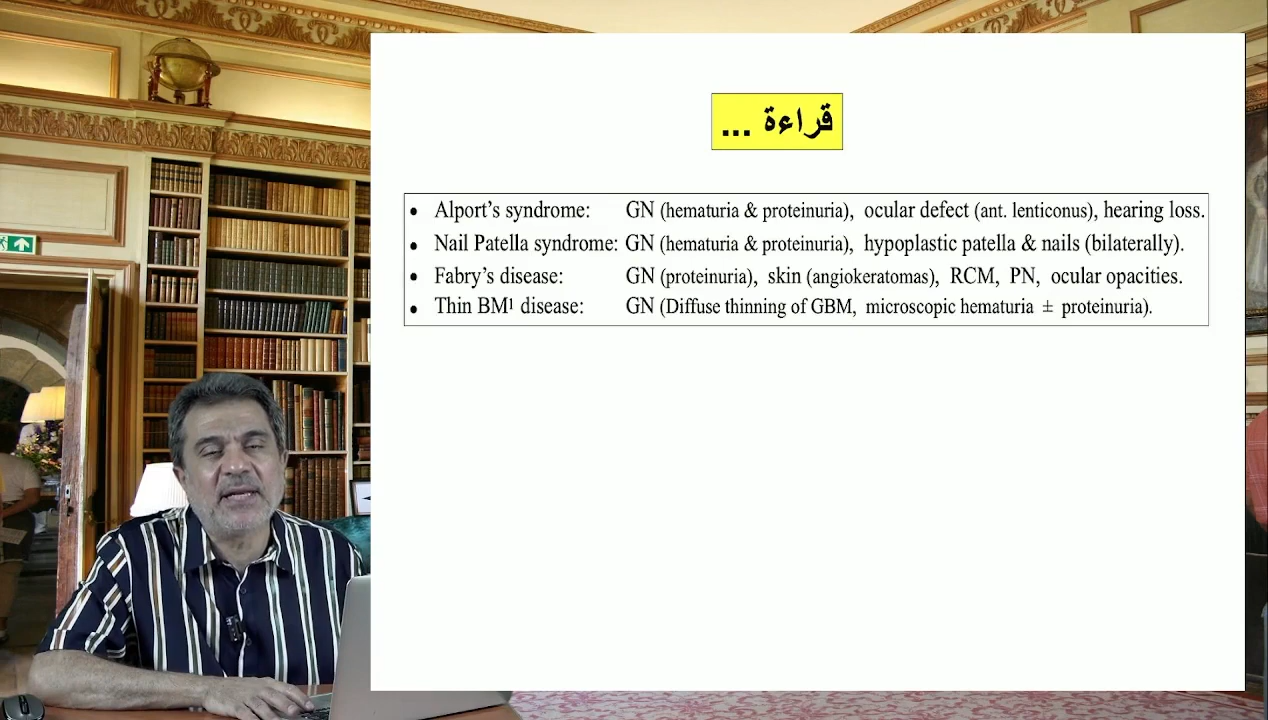 قراءة ...
• Alport's syndrome: GN (hematuria & proteinuria), ocular defect (ant. lenticonus), hearing loss.
• Nail Patella syndrome: GN (hematuria & proteinuria), hypoplastic patella & nails (bilaterally).
• Fabry's disease: GN (proteinuria), skin (angiokeratomas), RCM, PN, ocular opacities.
• Thin BM¹ disease: GN (Diffuse thinning of GBM, microscopic hematuria ± proteinuria).